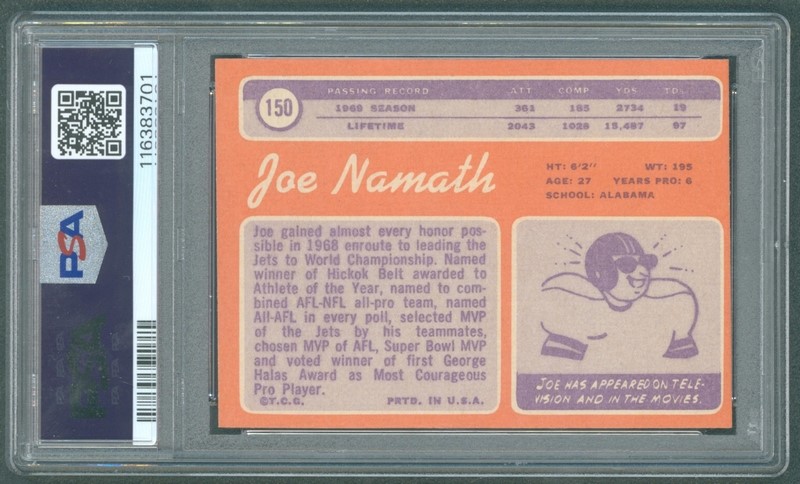 150
PASSING RECORD ATT COMP YDS TD
1969 SEASON 361 185 2734 19
LIFETIME 2043 1028 15,487 97
Joe Namath
HT: 6'2" WT: 195
AGE: 27 YEARS PRO: 6
SCHOOL: ALABAMA
Joe gained almost every honor pos-
sible in 1968 enroute to leading the
Jets to World Championship. Named
winner of Hickok Belt awarded to
Athlete of the Year, named to com-
bined AFL-NFL all-pro team, named
All-AFL in every poll, selected MVP
of the Jets by his teammates,
chosen MVP of AFL, Super Bowl MVP
and voted winner of first George
Halas Award as Most Courageous
Pro Player.
©T.C.G. PRTD. IN U.S.A.
JOE HAS APPEARED ON TELE-
VISION AND IN THE MOVIES.
116383701
PSA